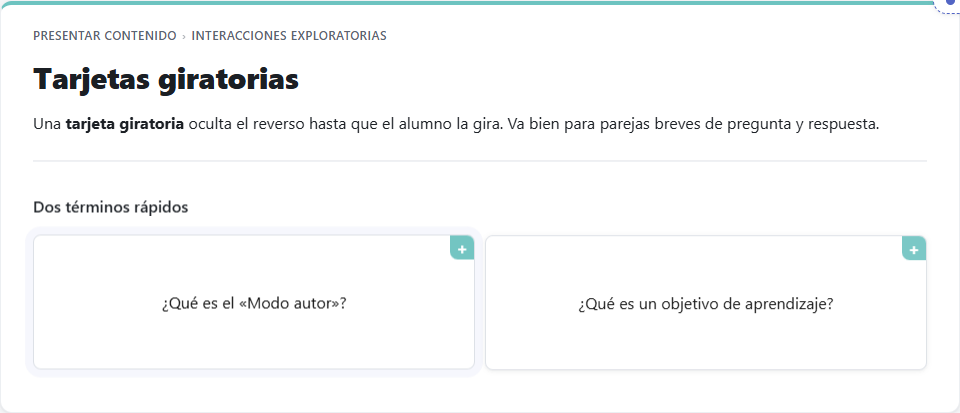 PRESENTAR CONTENIDO › INTERACCIONES EXPLORATORIAS
Tarjetas giratorias
Una tarjeta giratoria oculta el reverso hasta que el alumno la gira. Va bien para parejas breves de pregunta y respuesta.
Dos términos rápidos
+
+
¿Qué es el «Modo autor»?
¿Qué es un objetivo de aprendizaje?